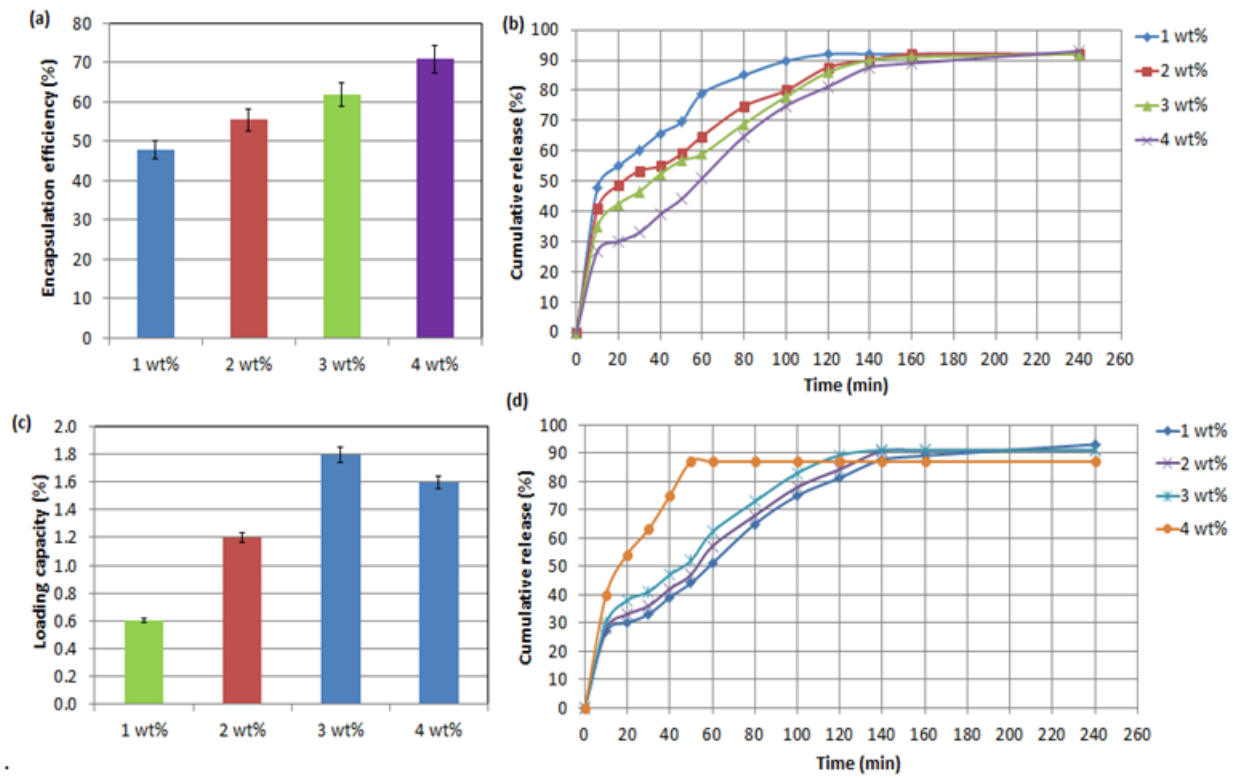 (a)
Encapsulation efficiency (%)
80
70
60
50
40
30
20
10
0
1 wt%
2 wt%
3 wt%
4 wt%
(b)
Cumulative release (%)
100
90
80
70
60
50
40
30
20
10
0
0 20 40 60 80 100 120 140 160 180 200 220 240 260
Time (min)
1 wt%
2 wt%
3 wt%
4 wt%
(c)
Loading capacity (%)
2.0
1.8
1.6
1.4
1.2
1.0
0.8
0.6
0.4
0.2
0.0
1 wt%
2 wt%
3 wt%
4 wt%
(d)
Cumulative release (%)
100
90
80
70
60
50
40
30
20
10
0
0 20 40 60 80 100 120 140 160 180 200 220 240 260
Time (min)
1 wt%
2 wt%
3 wt%
4 wt%
.